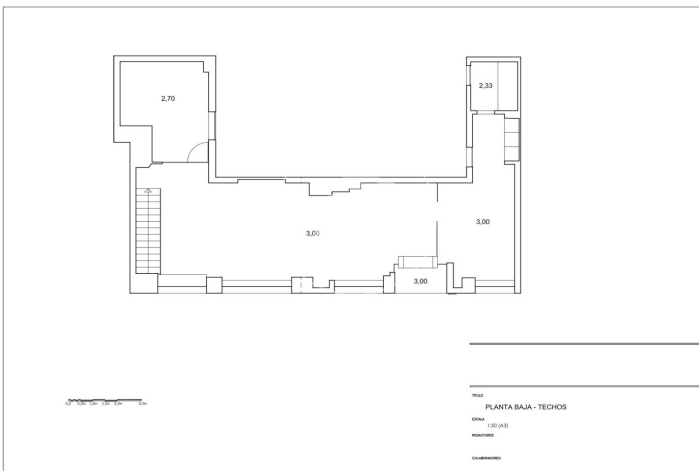 2,70
2,33
3,00
3,00
3,00
TÍTULO
PLANTA BAJA - TECHOS
ESCALA
1:50 (A3)
REDACTORES
COLABORADORES